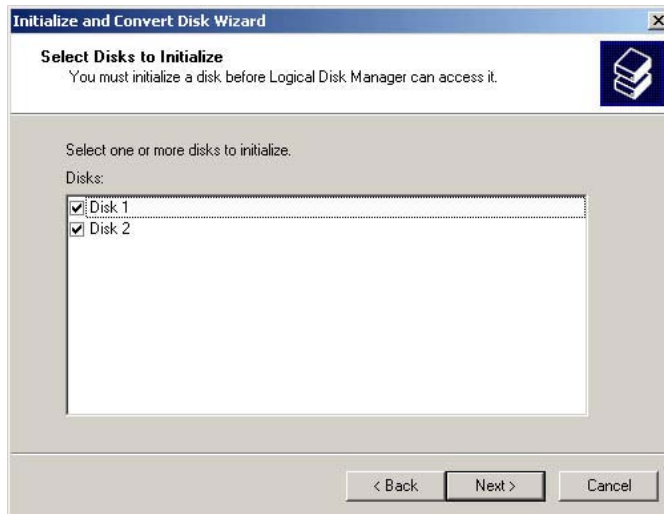 Initialize and Convert Disk Wizard
Select Disks to Initialize
You must initialize a disk before Logical Disk Manager can access it.
Select one or more disks to initialize.
Disks:
Disk 1
Disk 2
< Back
Next >
Cancel